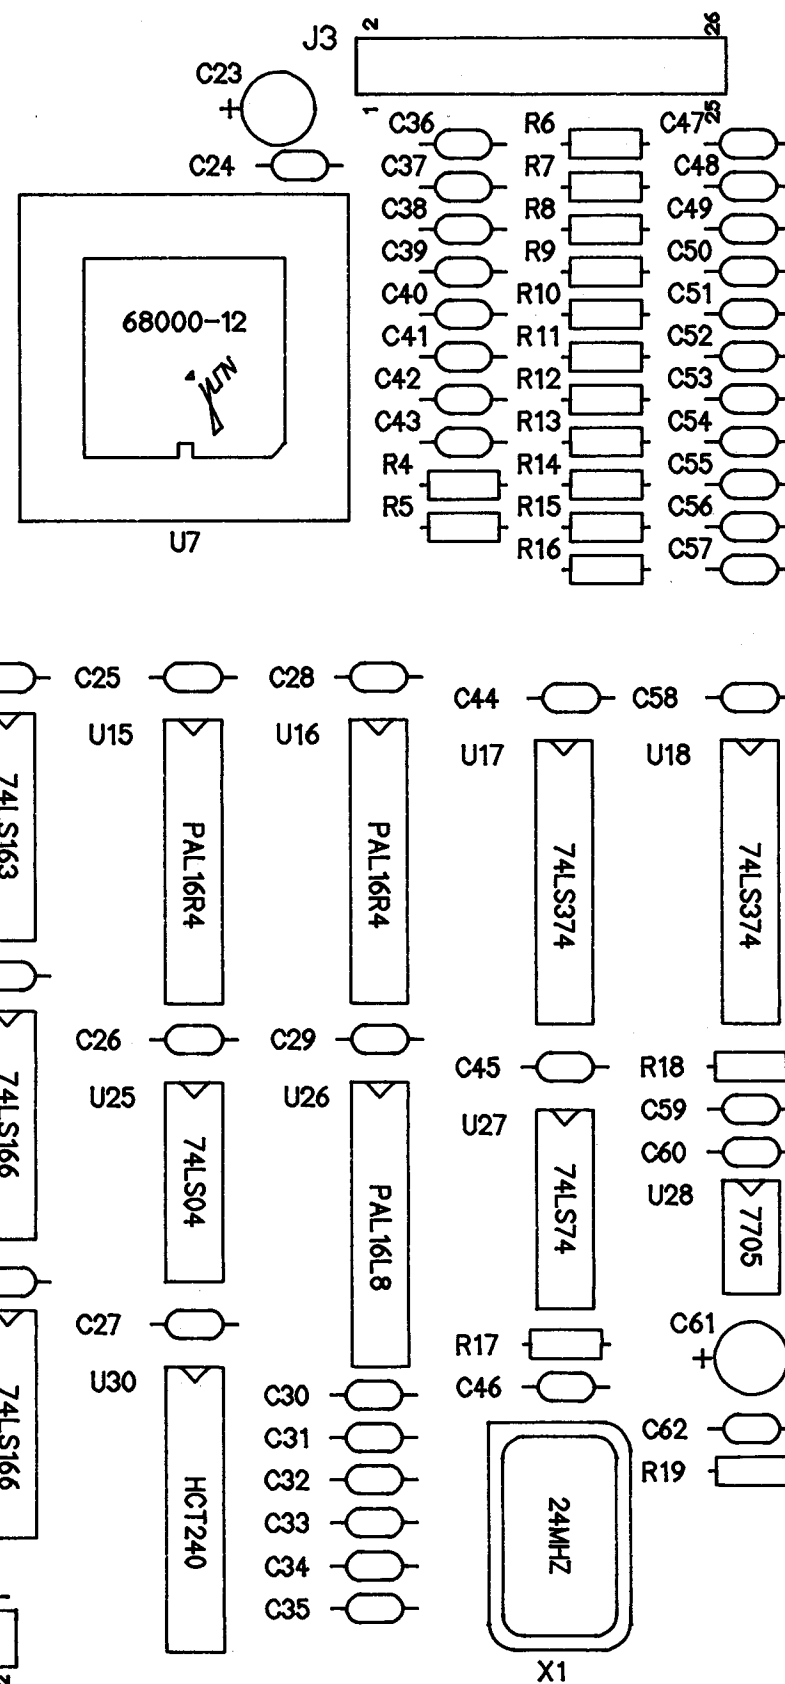 J3
2
26
1
25
C23
C24
C36
R6
C47
C37
R7
C48
C38
R8
C49
C39
R9
C50
C40
R10
C51
C41
R11
C52
C42
R12
C53
C43
R13
C54
R4
R14
C55
R5
R15
C56
R16
C57
68000-12
U7
C25
C28
C44
C58
U15
U16
U17
U18
74LS163
PAL16R4
PAL16R4
74LS374
74LS374
C26
C29
C45
R18
U25
U26
U27
C59
C60
U28
74LS166
74LS04
PAL16L8
74LS74
7705
C27
R17
C61
U30
C46
C30
C31
C62
C32
R19
C33
C34
C35
74LS166
HCT240
24MHZ
X1